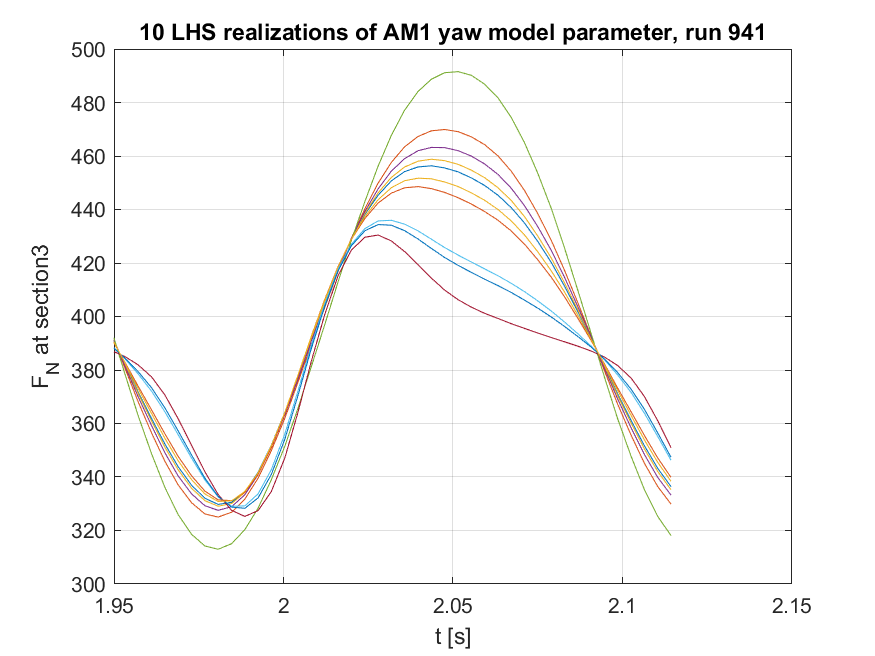 10 LHS realizations of AM1 yaw model parameter, run 941
500
480
460
440
420
400
380
360
340
320
300
F_N at section3
1.95 2 2.05 2.1 2.15
t [s]